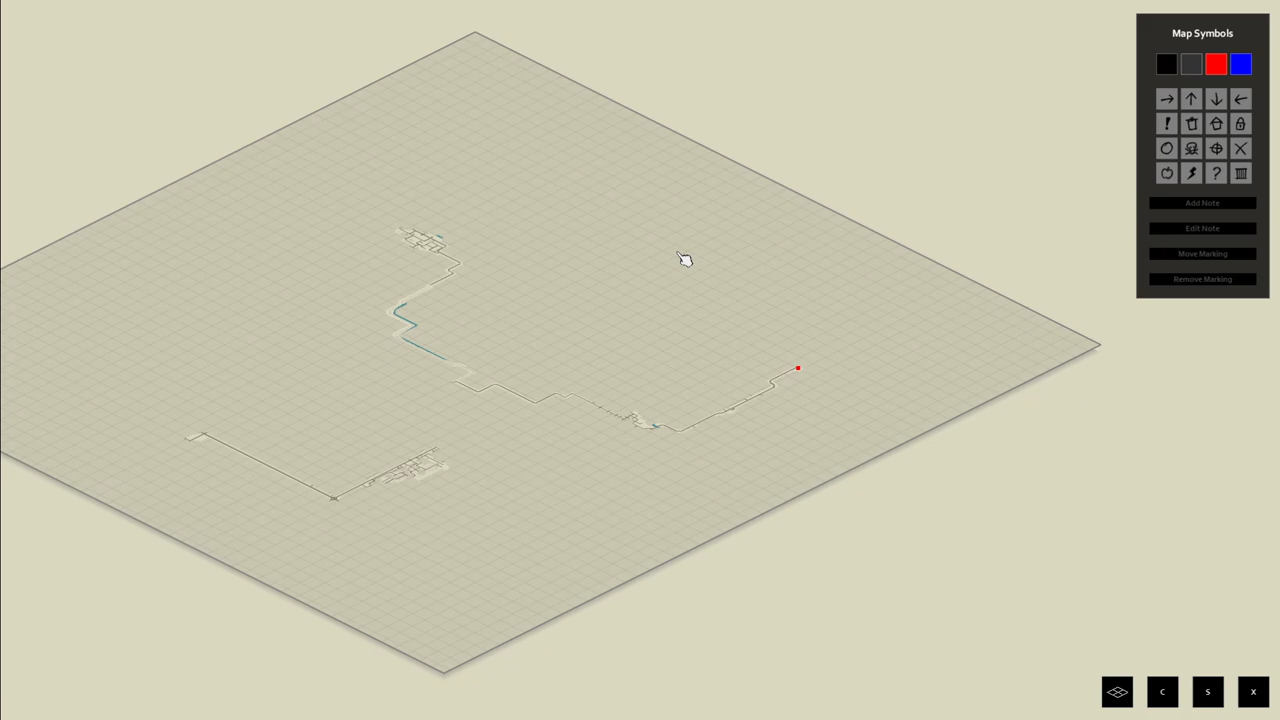 Map Symbols
Add Note
Edit Note
Move Marking
Remove Marking
C
S
X